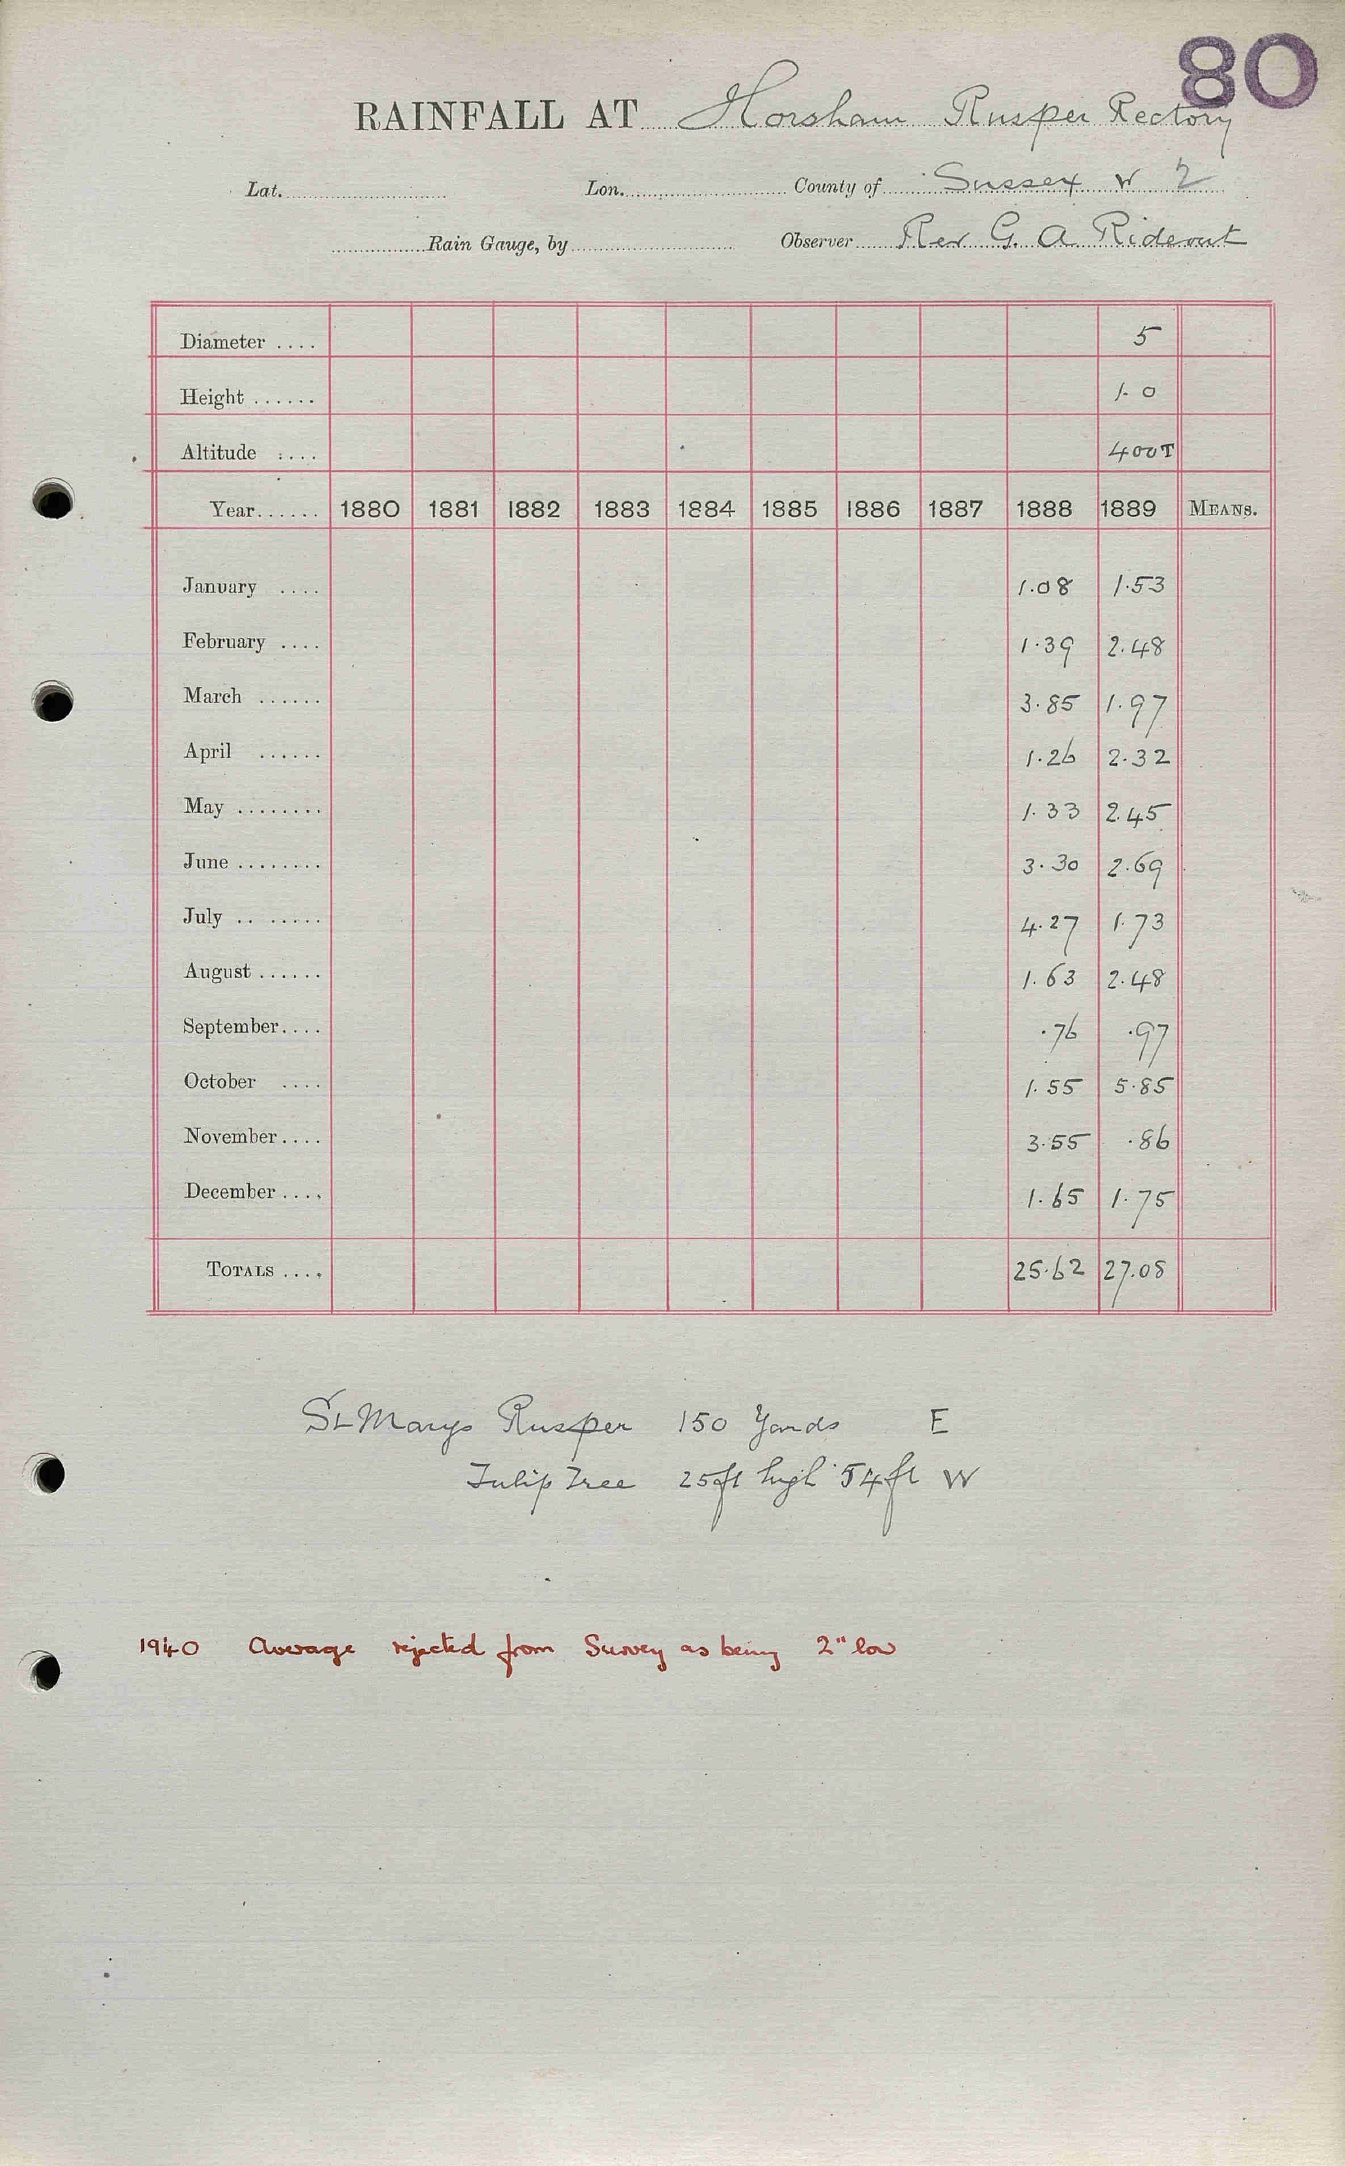 80
RAINFALL AT Horsham Rusper Rectory
Lat. Lon. County of Sussex W 2
Rain Gauge, by Observer Rev G. A Rideout
Diameter .... 5
Height ...... 1.0
Altitude .... 400T
Year...... 1880 1881 1882 1883 1884 1885 1886 1887 1888 1889 MEANS.
January .... 1.08 1.53
February .... 1.39 2.48
March ...... 3.85 1.97
April ...... 1.26 2.32
May ........ 1.33 2.45
June ........ 3.30 2.69
July .. ..... 4.27 1.73
August ...... 1.63 2.48
September.... .76 .97
October .... 1.55 5.85
November.... 3.55 .86
December .... 1.65 1.75
TOTALS .... 25.62 27.08
St Marys Rusper 150 Yards E
Tulip Tree 25ft high 54ft W
1940 Average rejected from Survey as being 2" low